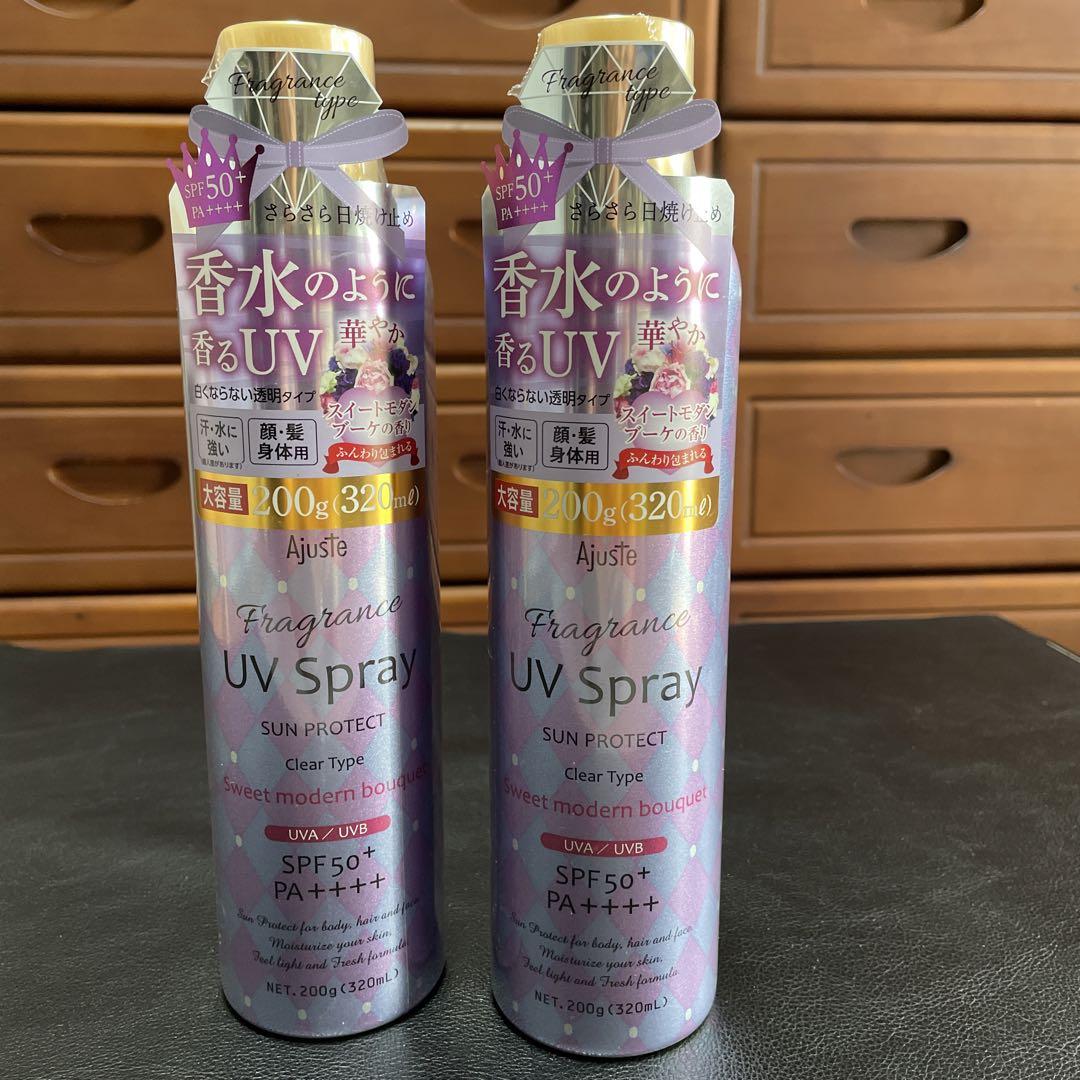 Fragrance
type
SPF50+
PA++++
さらさら日焼け止め
香水のように
香るUV
華やか
白くならない透明タイプ
スイートモダン
ブーケの香り
ふんわり包まれる
汗・水に
強い
顔・髪
身体用
大容量 200g(320mℓ)
Ajuste
Fragrance
UV Spray
SUN PROTECT
Clear Type
Sweet modern bouquet
UVA／UVB
SPF50+
PA++++
Sun Protect for body, hair and face.
Moisturize your skin,
Feel light and Fresh formula.
NET.200g(320mL)
Fragrance
type
SPF50+
PA++++
さらさら日焼け止め
香水のように
香るUV
華やか
白くならない透明タイプ
スイートモダン
ブーケの香り
ふんわり包まれる
汗・水に
強い
顔・髪
身体用
大容量 200g(320mℓ)
Ajuste
Fragrance
UV Spray
SUN PROTECT
Clear Type
Sweet modern bouquet
UVA／UVB
SPF50+
PA++++
Sun Protect for body, hair and face.
Moisturize your skin,
Feel light and Fresh formula.
NET.200g(320mL)